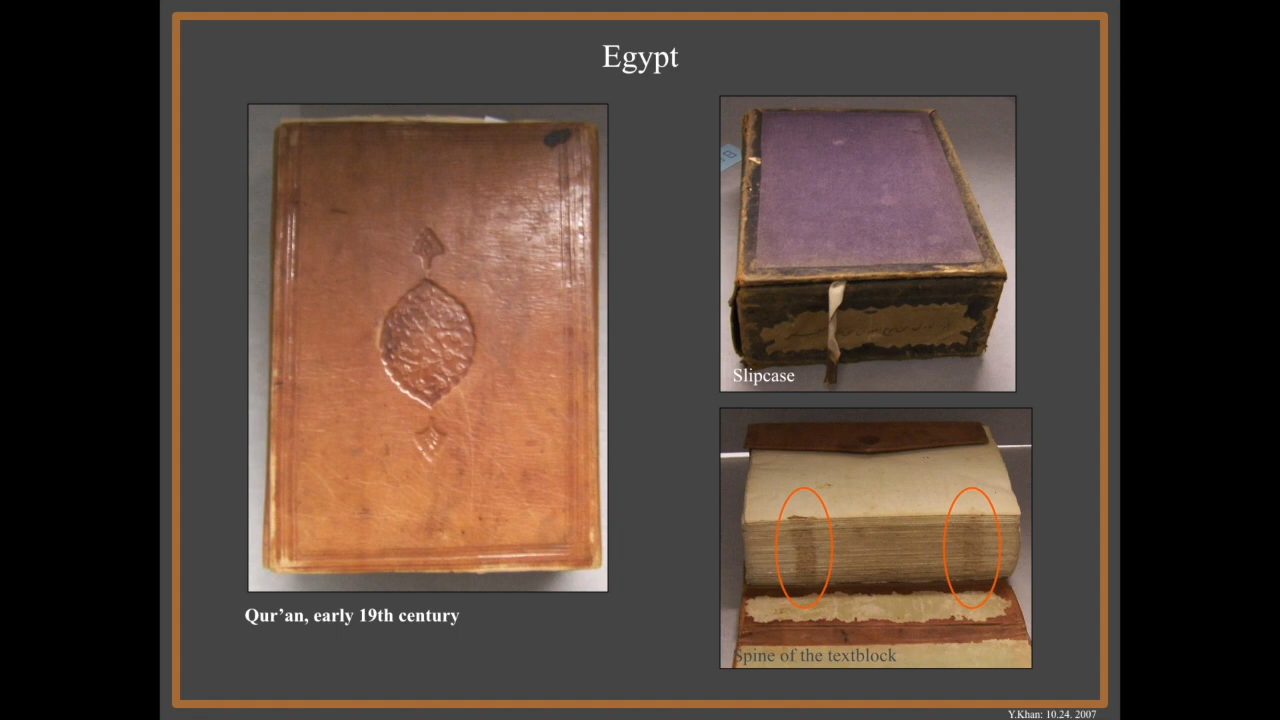 Egypt
Slipcase
Qur’an, early 19th century
Spine of the textblock
Y.Khan: 10.24. 2007